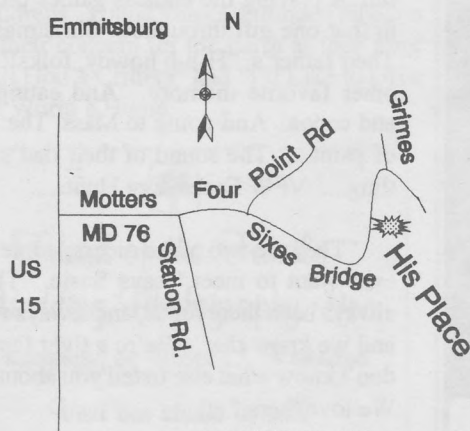 N
Emmitsburg
Grimes
Point Rd
Motters
Four
MD 76
Sixes
Bridge
His Place
Station Rd.
US
15